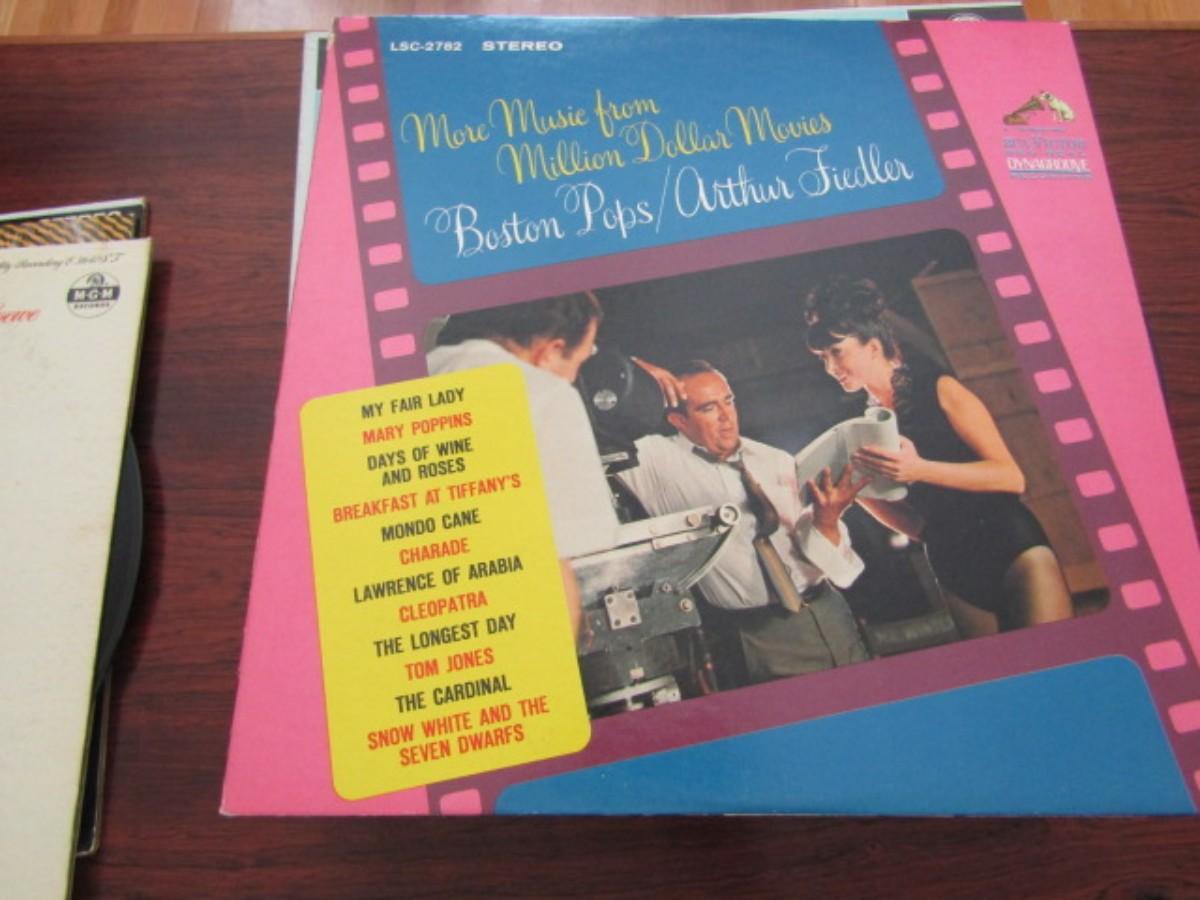 LSC-2782 STEREO
More Music from
Million Dollar Movies
Boston Pops/Arthur Fiedler
RCA VICTOR
DYNAGROOVE
MY FAIR LADY
MARY POPPINS
DAYS OF WINE
AND ROSES
BREAKFAST AT TIFFANY'S
MONDO CANE
CHARADE
LAWRENCE OF ARABIA
CLEOPATRA
THE LONGEST DAY
TOM JONES
THE CARDINAL
SNOW WHITE AND THE
SEVEN DWARFS
M-G-M
RECORDS